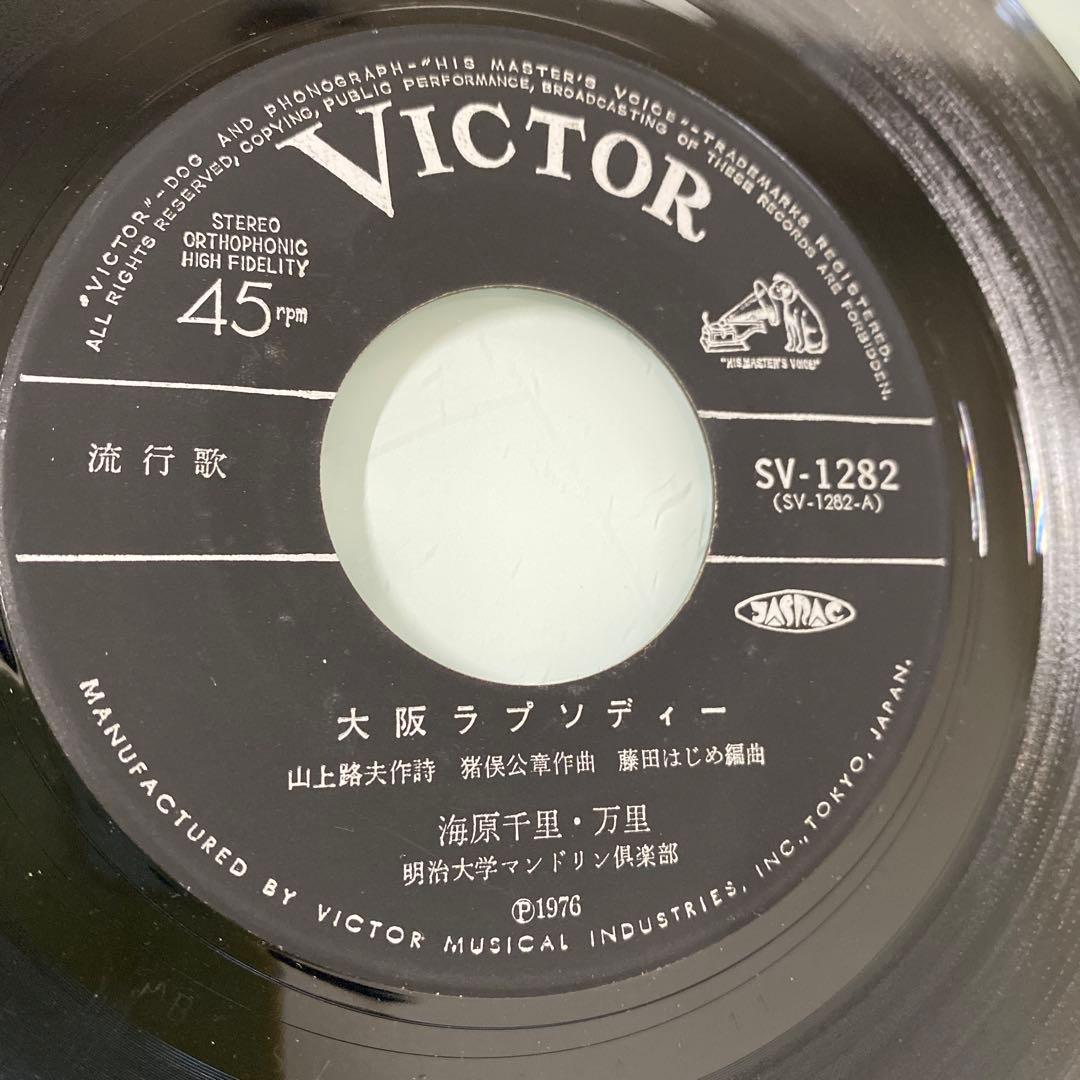 "VICTOR"–DOG AND PHONOGRAPH–"HIS MASTER'S VOICE"–TRADEMARKS REGISTERED.
ALL RIGHTS RESERVED, COPYING, PUBLIC PERFORMANCE, BROADCASTING OF THESE RECORDS ARE FORBIDDEN.
VICTOR
STEREO
ORTHOPHONIC
HIGH FIDELITY
45rpm
"HIS MASTER'S VOICE"
流行歌
SV-1282
(SV-1282-A)
JASRAC
大阪ラプソディー
山上路夫作詩 猪俣公章作曲 藤田はじめ編曲
海原千里・万里
明治大学マンドリン倶楽部
Ⓟ1976
MANUFACTURED BY VICTOR MUSICAL INDUSTRIES, INC., TOKYO, JAPAN.